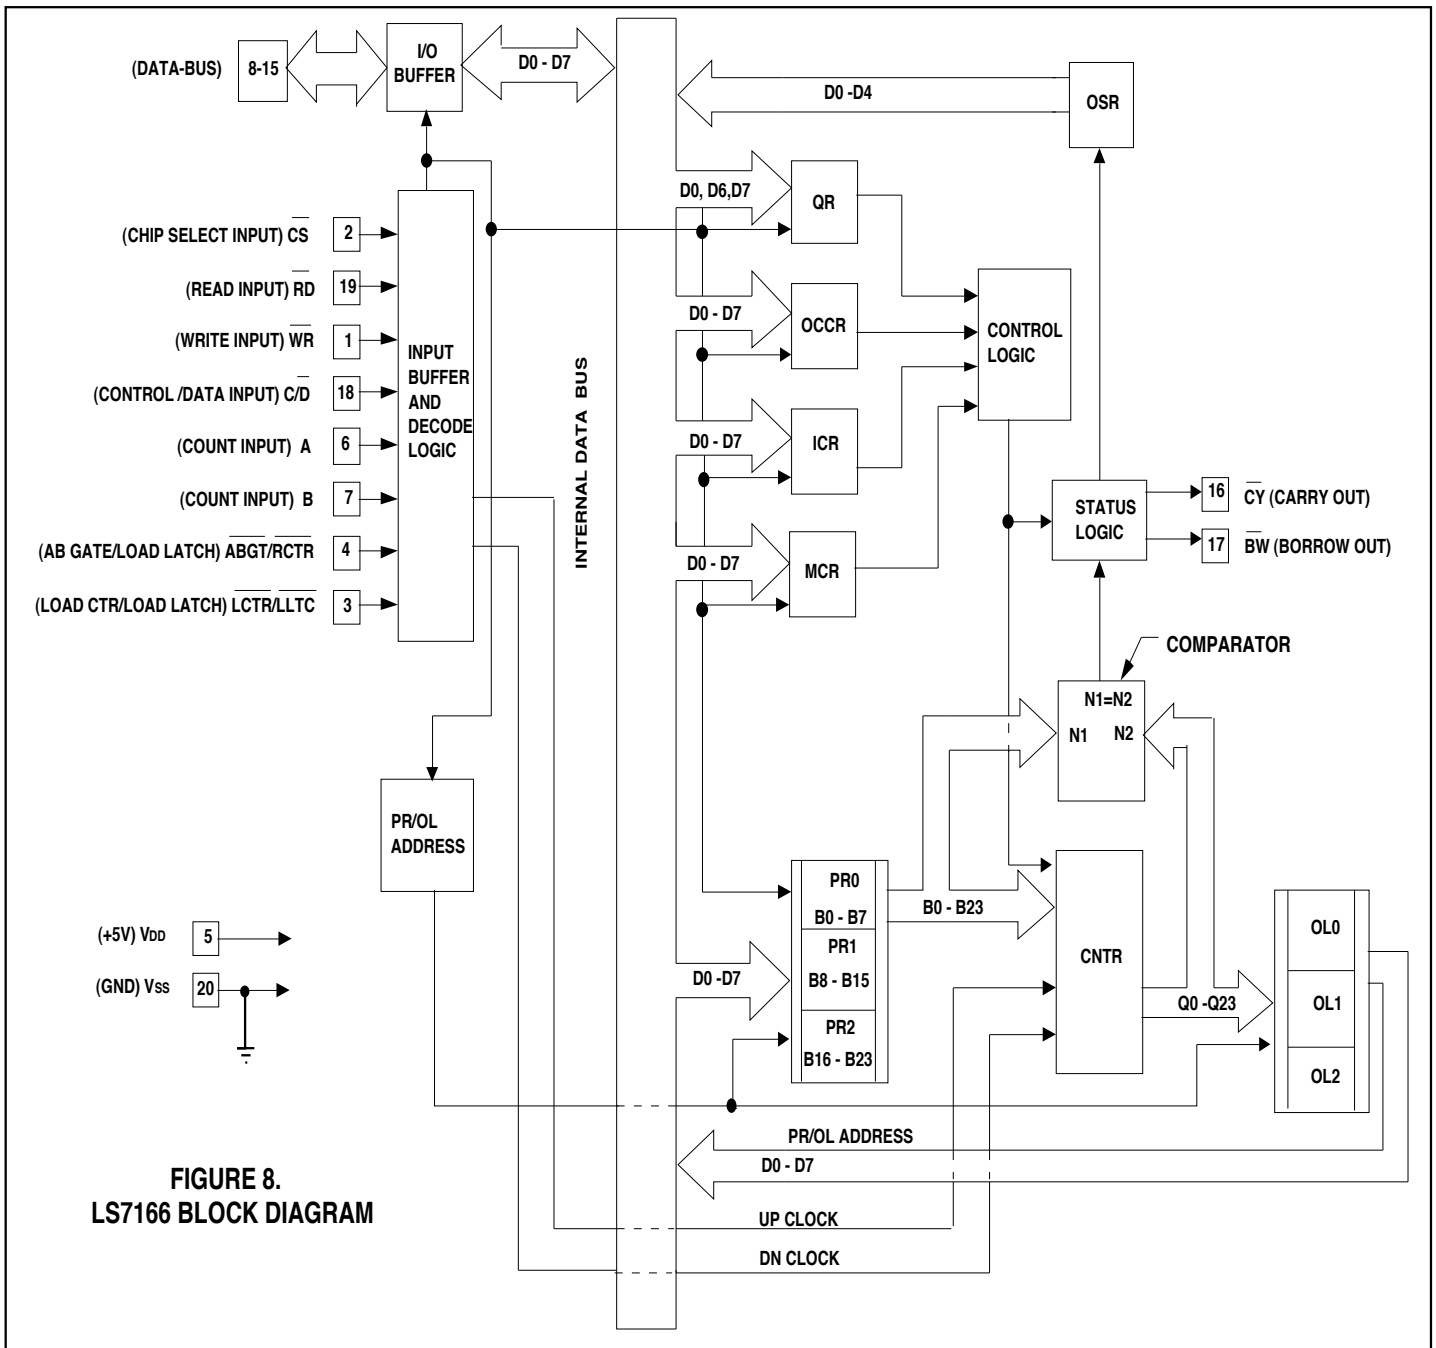 (DATA-BUS)
8-15
I/O
BUFFER
D0 - D7
D0 -D4
OSR
D0, D6,D7
QR
(CHIP SELECT INPUT) CS
2
(READ INPUT) RD
19
(WRITE INPUT) WR
1
(CONTROL /DATA INPUT) C/D
18
(COUNT INPUT) A
6
(COUNT INPUT) B
7
(AB GATE/LOAD LATCH) ABGT/RCTR
4
(LOAD CTR/LOAD LATCH) LCTR/LLTC
3
INPUT
BUFFER
AND
DECODE
LOGIC
INTERNAL DATA BUS
D0 - D7
OCCR
CONTROL
LOGIC
D0 - D7
ICR
D0 - D7
MCR
STATUS
LOGIC
16
CY (CARRY OUT)
17
BW (BORROW OUT)
COMPARATOR
N1=N2
N1
N2
PR/OL
ADDRESS
PR0
B0 - B7
PR1
B8 - B15
PR2
B16 - B23
B0 - B23
D0 -D7
CNTR
Q0 -Q23
OL0
OL1
OL2
(+5V) VDD
5
(GND) VSS
20
PR/OL ADDRESS
D0 - D7
UP CLOCK
DN CLOCK
FIGURE 8.
LS7166 BLOCK DIAGRAM